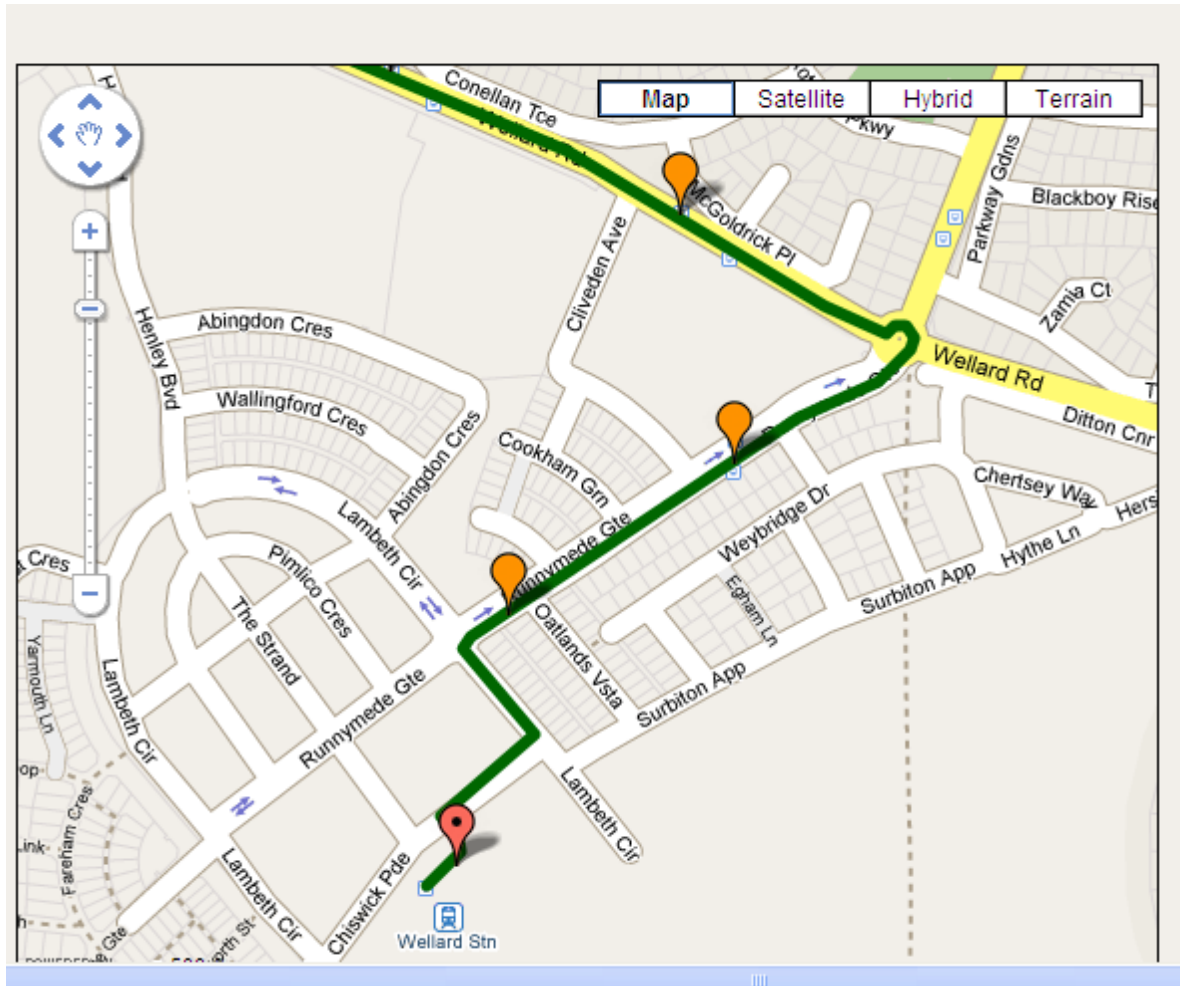 Map
Satellite
Hybrid
Terrain
Conellan Tce
Wellard Rd
Pkwy
McGoldrick Pl
Parkway Gdns
Blackboy Rise
Cliveden Ave
Zamia Ct
Henley Bvd
Abingdon Cres
Wellard Rd
Wallingford Cres
Abingdon Cres
Ditton Cnr
Cookham Grn
Chertsey Way
Lambeth Cir
Runnymede Gte
Weybridge Dr
Hythe Ln
Cres
Pimlico Cres
Egham Ln
Surbiton App
The Strand
Oatlands Vsta
Yarmouth Ln
Lambeth Cir
Runnymede Gte
Surbiton App
Lambeth Cir
Fareham Cres
Link
Lambeth Cir
Chiswick Pde
Gte
Wellard Stn